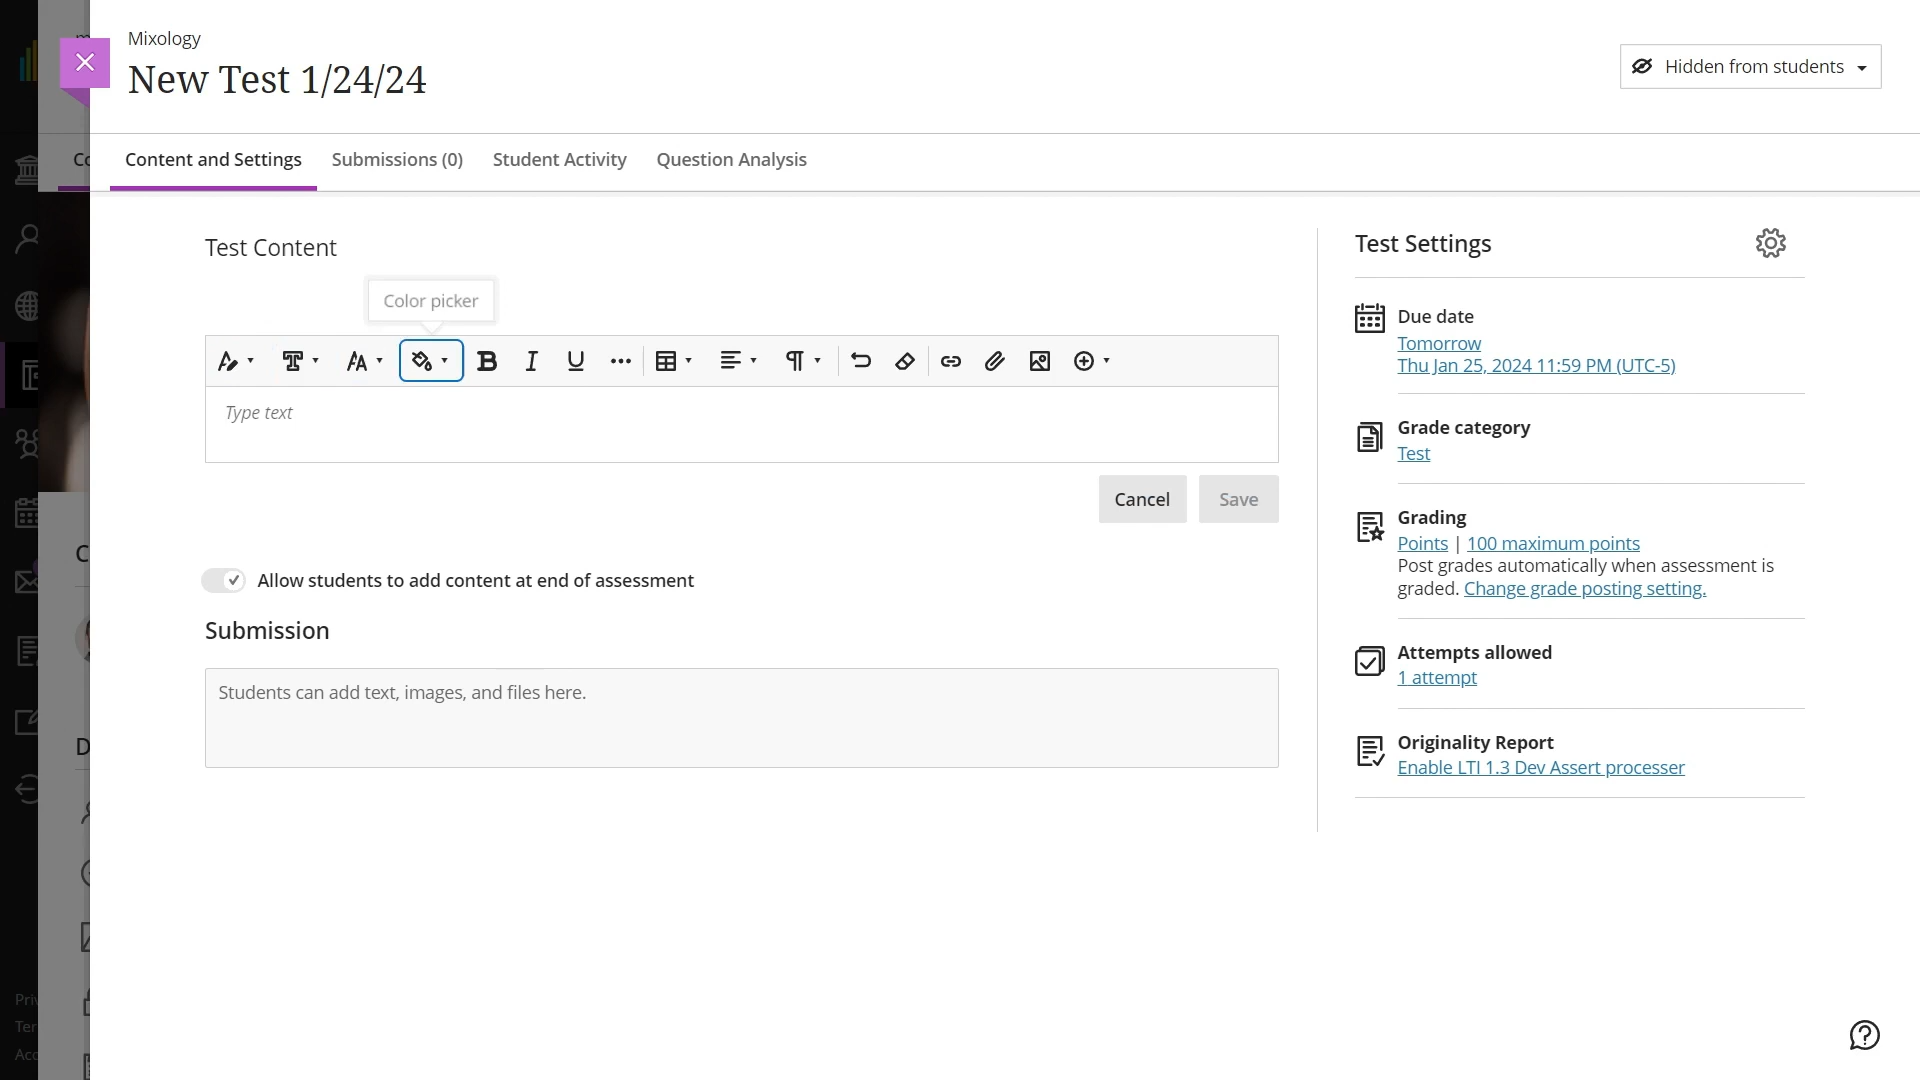 Mixology
New Test 1/24/24
Hidden from students
Content and Settings
Submissions (0)
Student Activity
Question Analysis
Test Content
Color picker
Type text
Cancel
Save
Allow students to add content at end of assessment
Submission
Students can add text, images, and files here.
Test Settings
Due date
Tomorrow
Thu Jan 25, 2024 11:59 PM (UTC-5)
Grade category
Test
Grading
Points | 100 maximum points
Post grades automatically when assessment is
graded. Change grade posting setting.
Attempts allowed
1 attempt
Originality Report
Enable LTI 1.3 Dev Assert processer